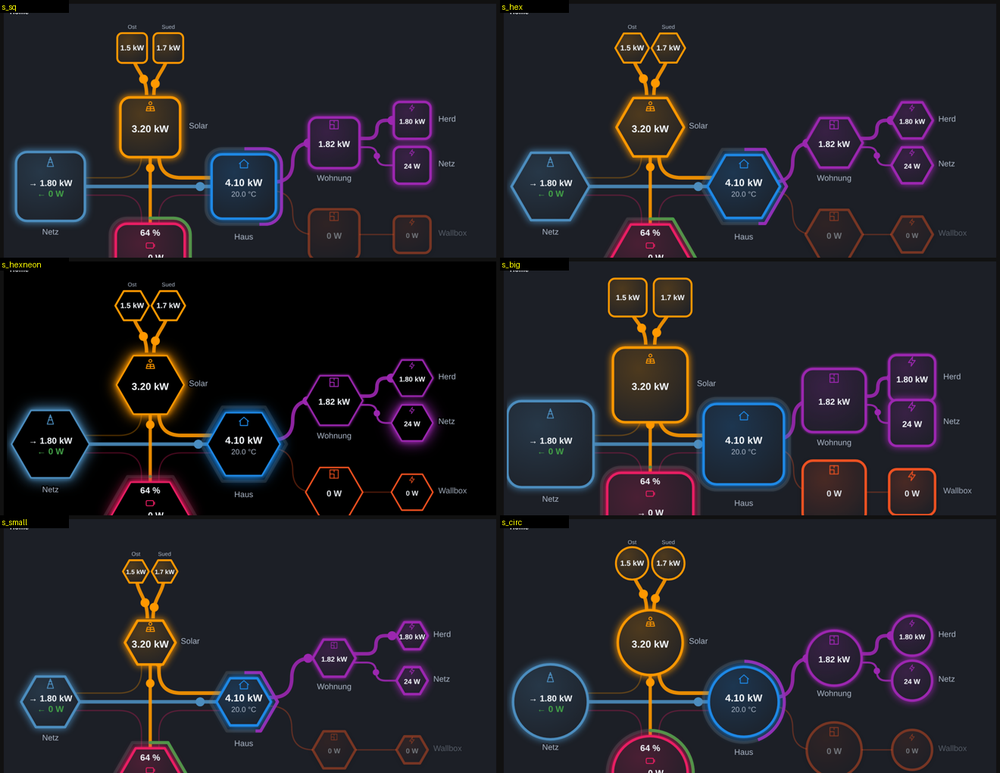 s_sq
Ost Sued
1.5 kW 1.7 kW
3.20 kW
Solar
1.80 kW
Herd
1.82 kW
24 W
Netz
Wohnung
→ 1.80 kW
← 0 W
Netz
4.10 kW
20.0 °C
Haus
64 %
0 W
0 W
Wallbox
s_hex
Ost Sued
1.5 kW 1.7 kW
3.20 kW
Solar
1.80 kW
Herd
1.82 kW
24 W
Netz
Wohnung
→ 1.80 kW
← 0 W
Netz
4.10 kW
20.0 °C
Haus
64 %
0 W
0 W
Wallbox
s_hexneon
Ost Sued
1.5 kW 1.7 kW
3.20 kW
Solar
1.80 kW
Herd
1.82 kW
24 W
Netz
Wohnung
→ 1.80 kW
← 0 W
Netz
4.10 kW
20.0 °C
Haus
64 %
0 W
0 W
Wallbox
s_big
1.5 kW 1.7 kW
3.20 kW
Solar
1.80 kW
Herd
1.82 kW
24 W
Netz
Wohnung
→ 1.80 kW
← 0 W
Netz
4.10 kW
20.0 °C
Haus
64 %
→ 0 W
0 W
0 W
Wallbox
s_small
Ost Sued
1.5 kW 1.7 kW
3.20 kW
Solar
1.80 kW
Herd
1.82 kW
24 W
Netz
Wohnung
→ 1.80 kW
← 0 W
Netz
4.10 kW
20.0 °C
Haus
64 %
0 W
0 W
Wallbox
s_circ
Ost Sued
1.5 kW 1.7 kW
3.20 kW
Solar
1.80 kW
Herd
1.82 kW
24 W
Netz
Wohnung
→ 1.80 kW
← 0 W
Netz
4.10 kW
20.0 °C
Haus
64 %
0 W
0 W
Wallbox